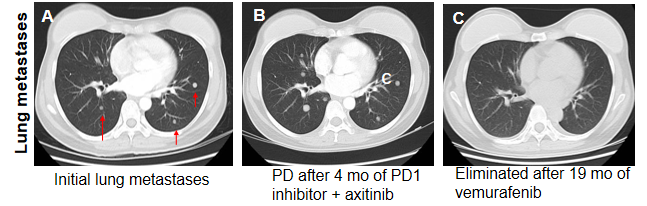 Lung metastases
A
B
C
C
Initial lung metastases
PD after 4 mo of PD1
inhibitor + axitinib
Eliminated after 19 mo of
vemurafenib